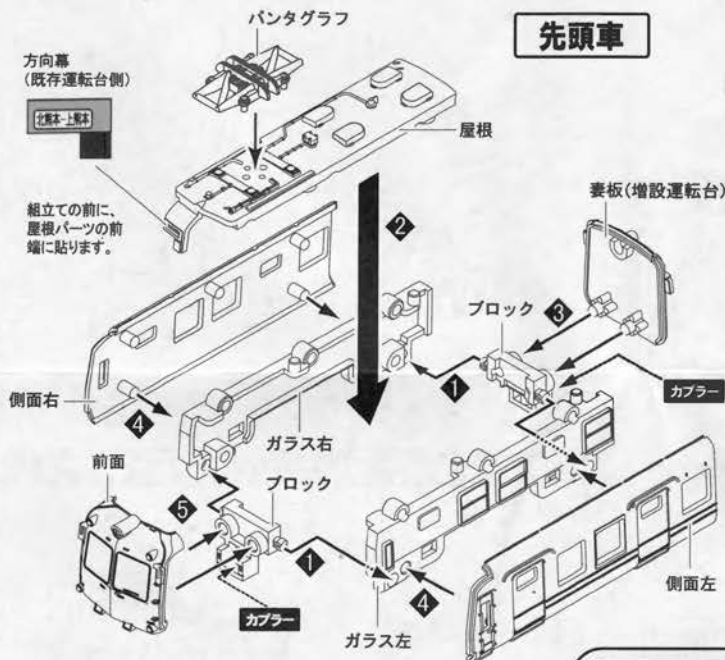 先頭車
パンタグラフ
方向幕
(既存運転台側)
北熊本-上熊本
屋根
組立ての前に、
屋根パーツの前
端に貼ります。
妻板(増設運転台)
2
ブロック
3
1
カプラー
側面右
4
ガラス右
前面
5
ブロック
1
カプラー
4
ガラス左
側面左